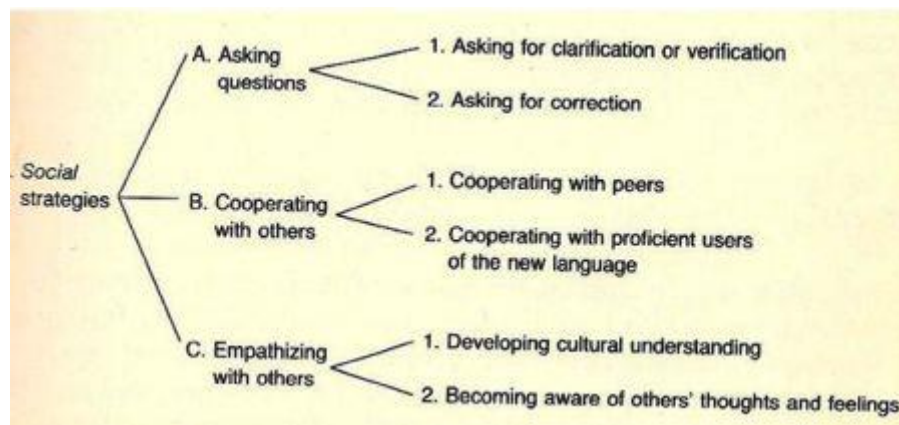 A. Asking
questions
1. Asking for clarification or verification
2. Asking for correction
Social
strategies
B. Cooperating
with others
1. Cooperating with peers
2. Cooperating with proficient users
of the new language
C. Empathizing
with others
1. Developing cultural understanding
2. Becoming aware of others' thoughts and feelings